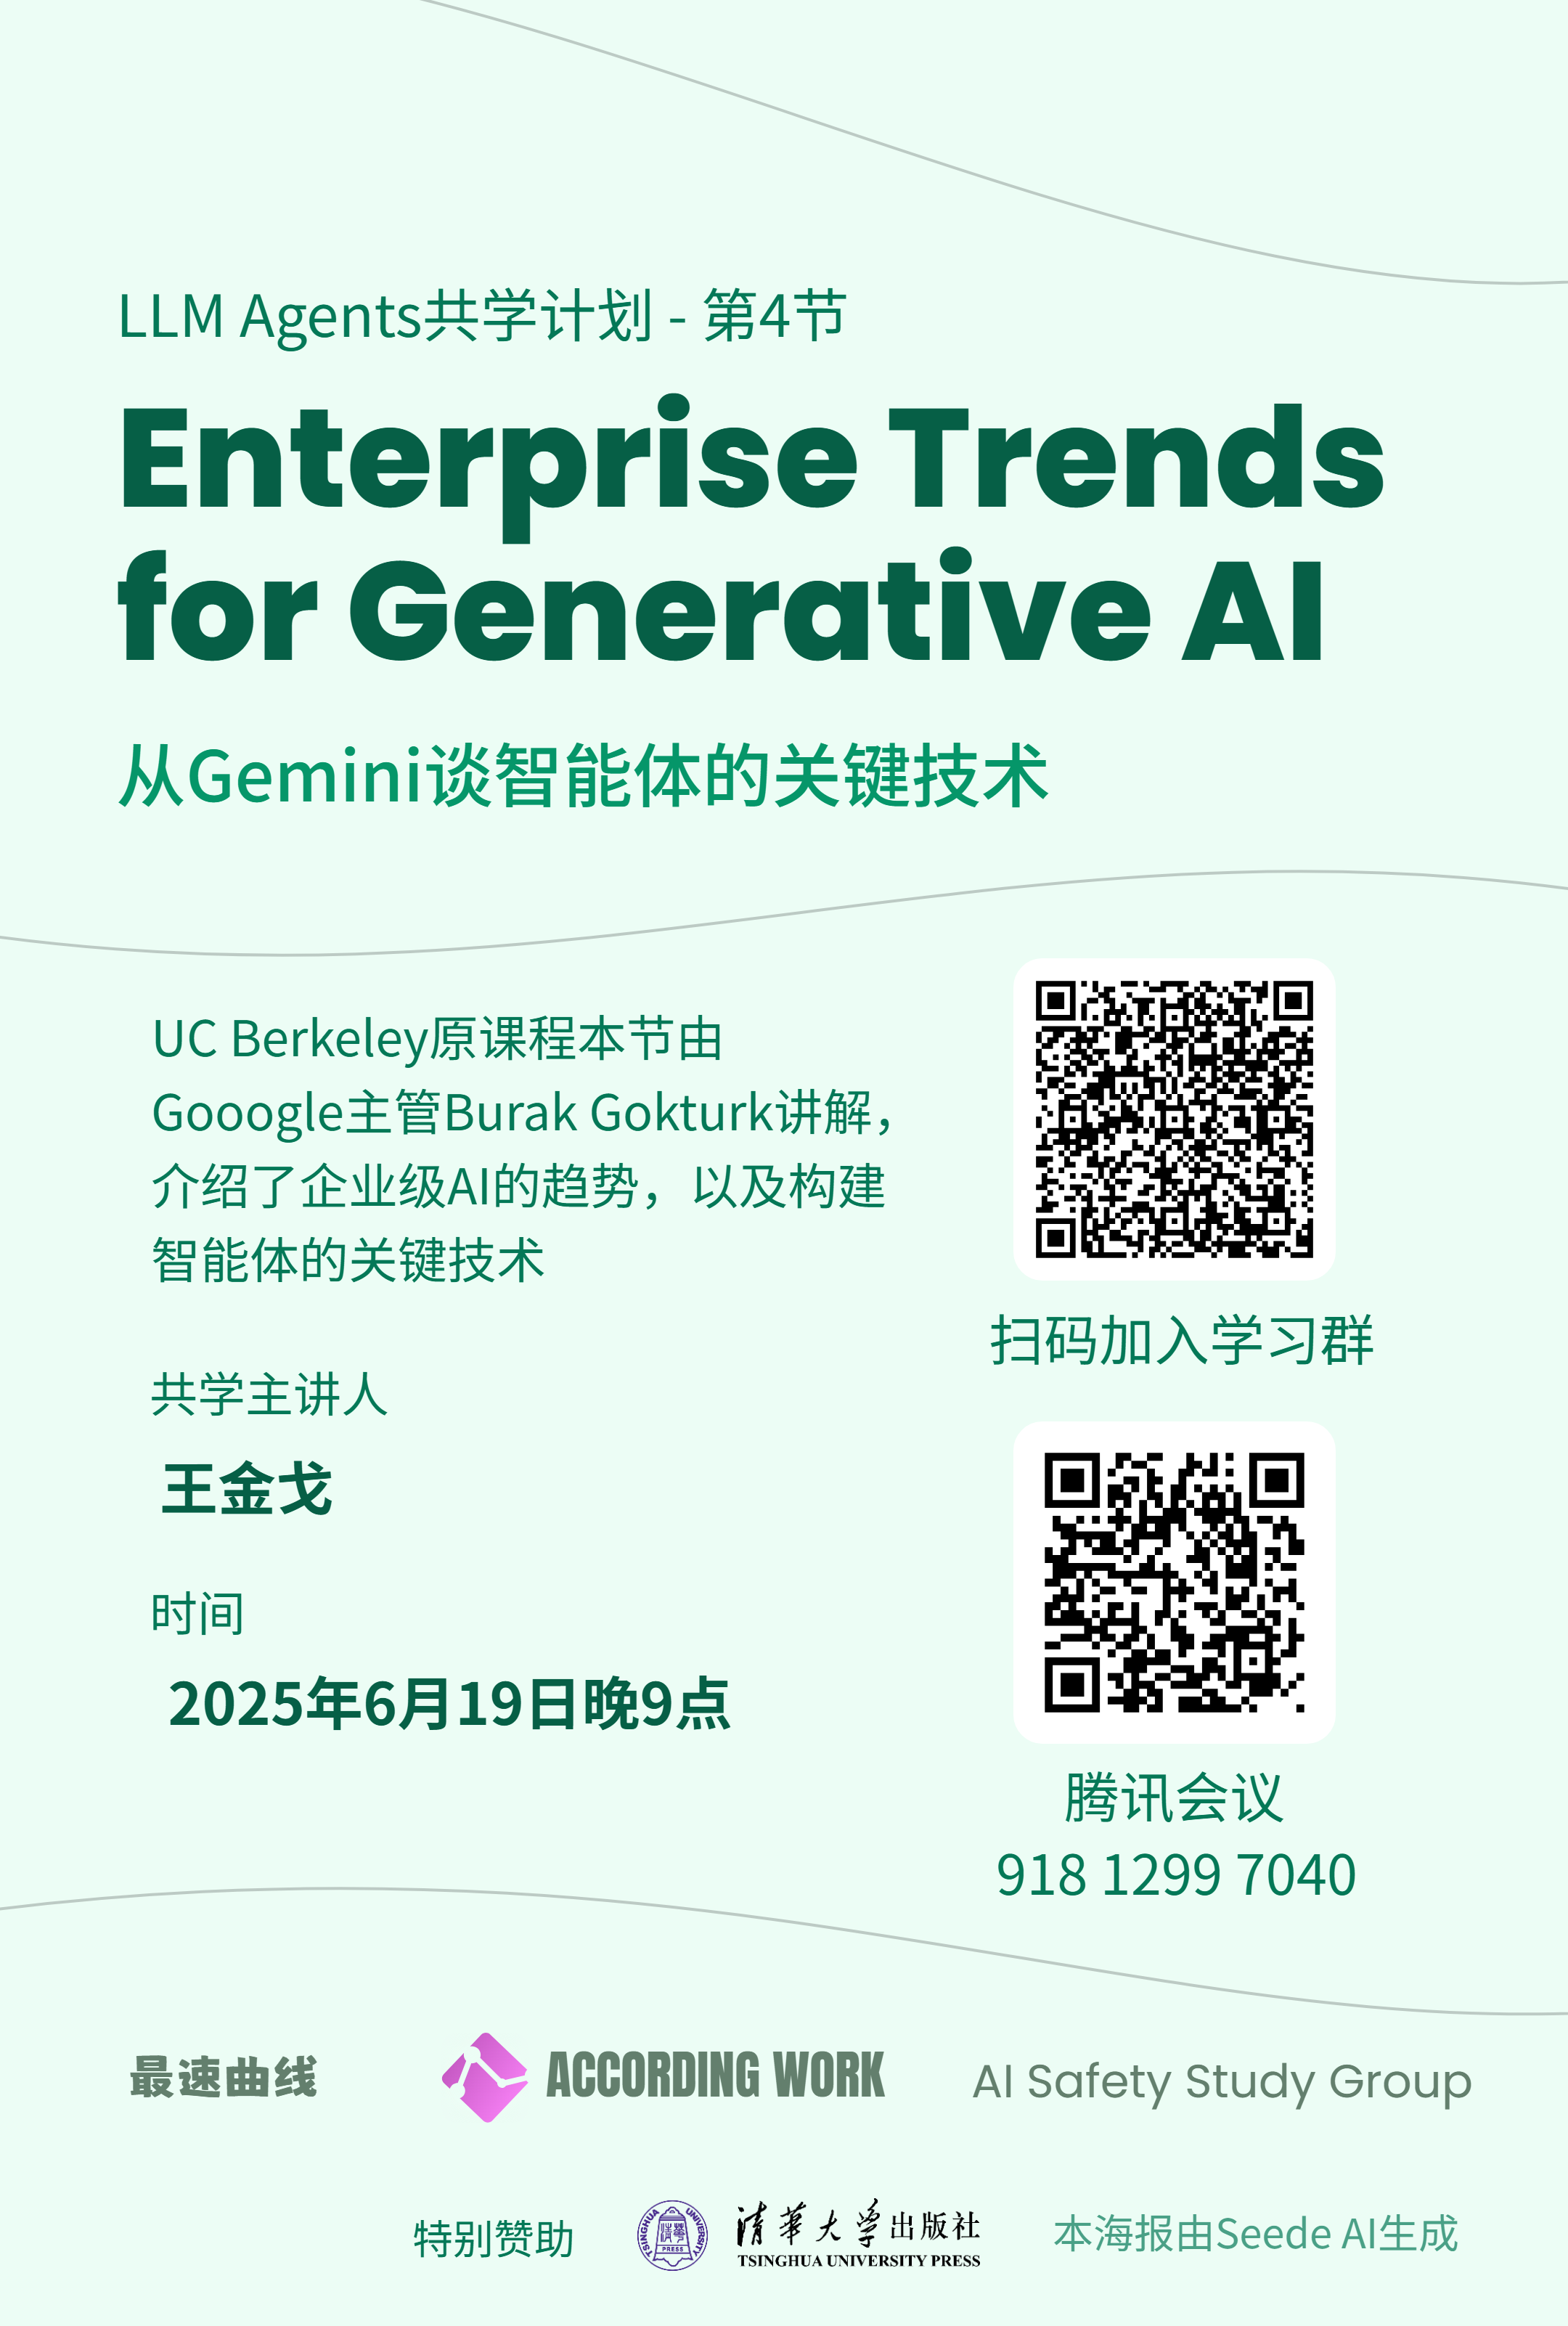 LLM Agents共学计划 - 第4节
Enterprise Trends
for Generative AI
从Gemini谈智能体的关键技术
UC Berkeley原课程本节由
Gooogle主管Burak Gokturk讲解，
介绍了企业级AI的趋势，以及构建
智能体的关键技术
共学主讲人
王金戈
时间
2025年6月19日晚9点
扫码加入学习群
腾讯会议
918 1299 7040
最速曲线
ACCORDING WORK
AI Safety Study Group
特别赞助
TSINGHUA UNIVERSITY
清華
PRESS
清華大学出版社
TSINGHUA UNIVERSITY PRESS
本海报由Seede AI生成